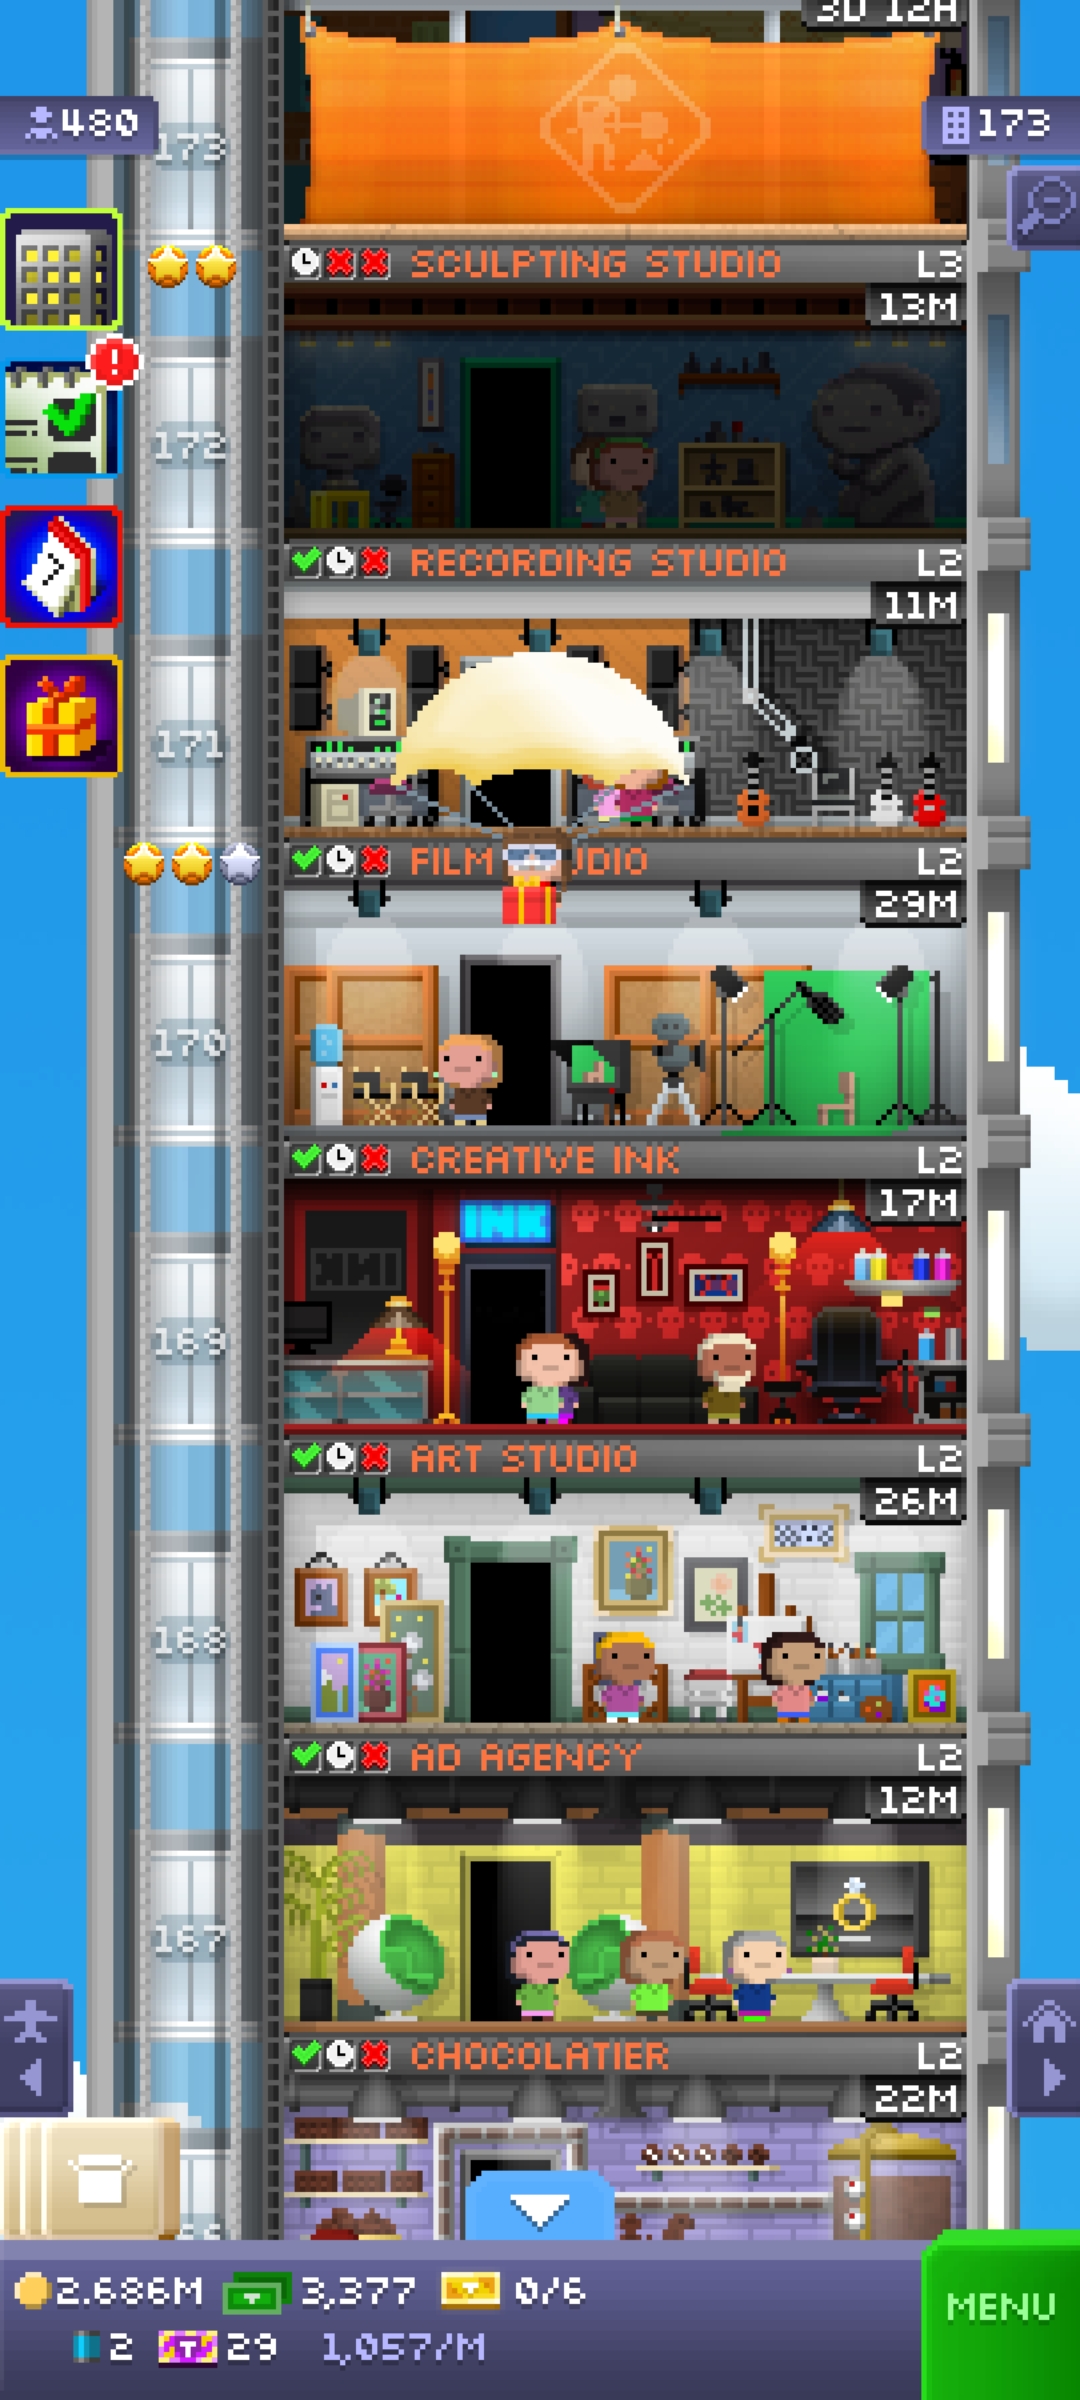 3D 12H
480
173
173
SCULPTING STUDIO L3
13M
172
RECORDING STUDIO L2
11M
171
FILM UDIO L2
29M
170
CREATIVE INK L2
17M
INK
169
ART STUDIO L2
26M
168
AD AGENCY L2
12M
167
CHOCOLATIER L2
22M
2.686M 3,377 0/6
MENU
2 29 1,057/M